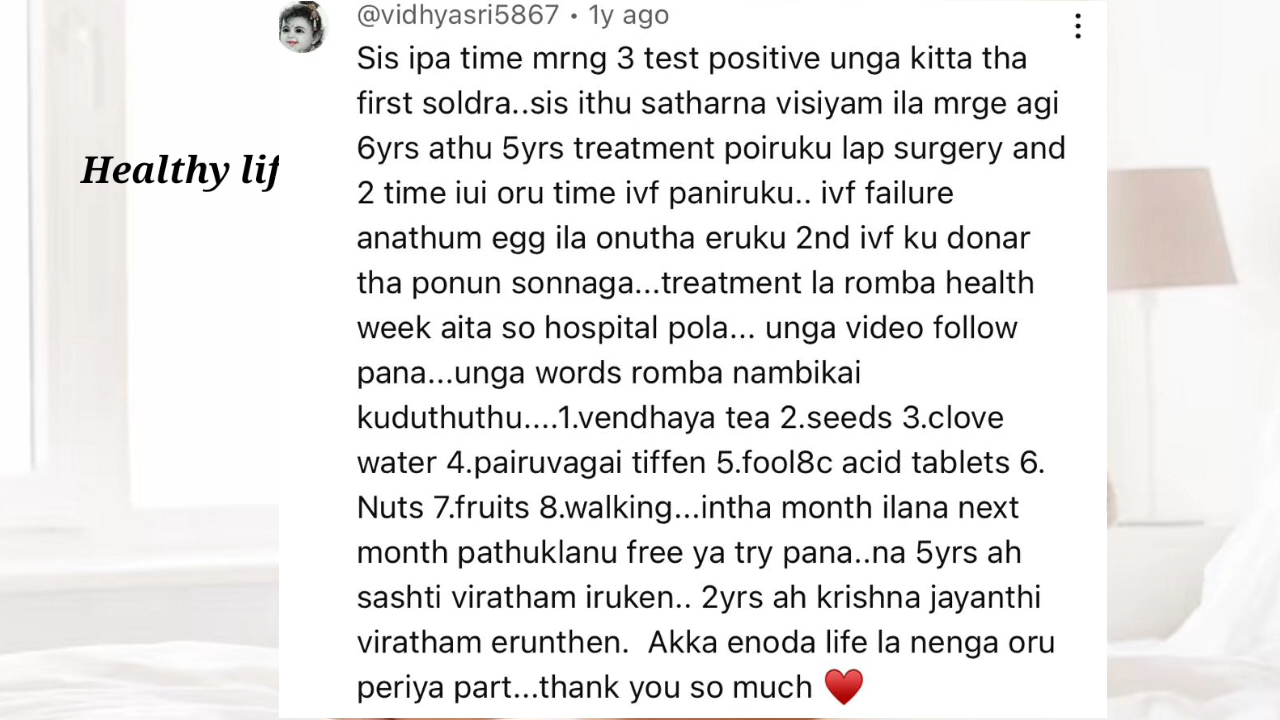 @vidhyasri5867 • 1y ago
Sis ipa time mrng 3 test positive unga kitta tha
first soldra..sis ithu satharna visiyam ila mrge agi
6yrs athu 5yrs treatment poiruku lap surgery and
2 time iui oru time ivf paniruku.. ivf failure
anathum egg ila onutha eruku 2nd ivf ku donar
tha ponun sonnaga...treatment la romba health
week aita so hospital pola... unga video follow
pana...unga words romba nambikai
kuduthuthu....1.vendhaya tea 2.seeds 3.clove
water 4.pairuvagai tiffen 5.fool8c acid tablets 6.
Nuts 7.fruits 8.walking...intha month ilana next
month pathuklanu free ya try pana..na 5yrs ah
sashti viratham iruken.. 2yrs ah krishna jayanthi
viratham erunthen. Akka enoda life la nenga oru
periya part...thank you so much ♥️
Healthy lif